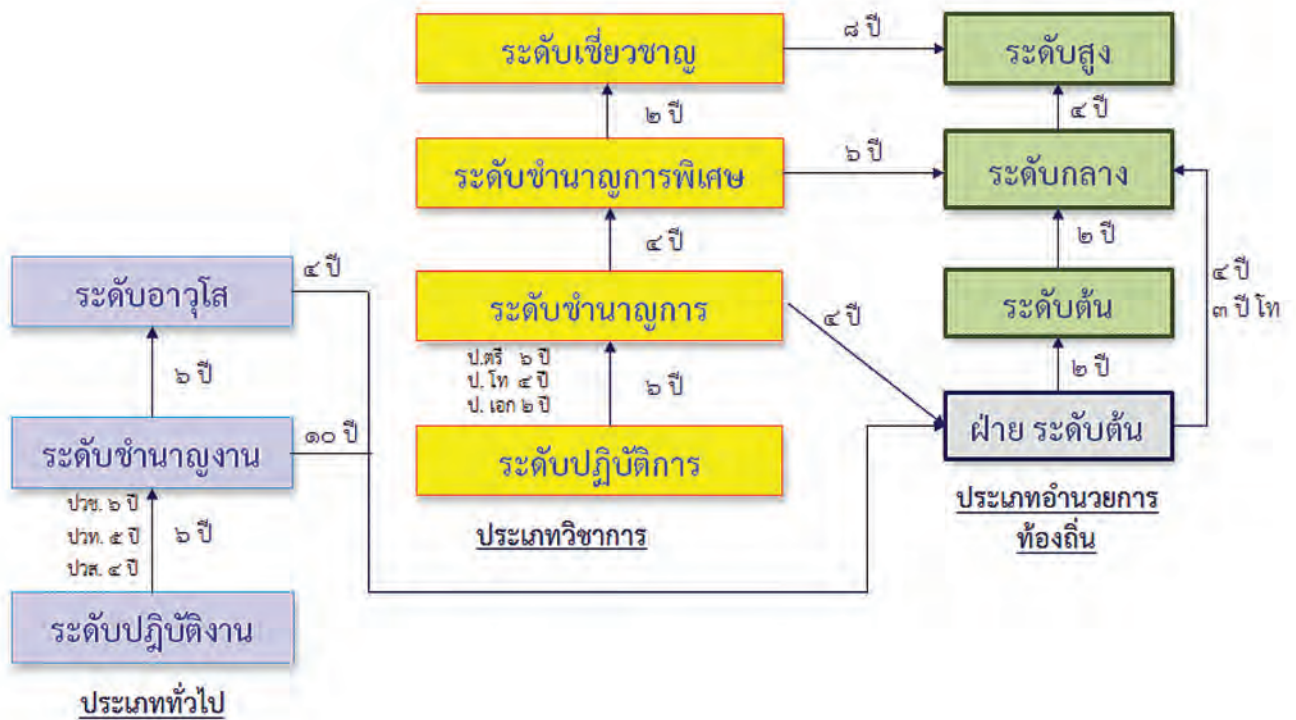 ระดับเชี่ยวชาญ
๘ ปี
ระดับสูง
๒ ปี
๔ ปี
ระดับชำนาญการพิเศษ
๖ ปี
ระดับกลาง
๔ ปี
๒ ปี
ระดับอาวุโส
๔ ปี
ระดับชำนาญการ
๔ ปี
ระดับต้น
๔ ปี
๓ ปี โท
๖ ปี
ป.ตรี ๖ ปี
ป. โท ๔ ปี
ป. เอก ๒ ปี
๖ ปี
๒ ปี
ระดับชำนาญงาน
๑๐ ปี
ระดับปฏิบัติการ
ฝ่าย ระดับต้น
ปวช. ๖ ปี
ปวท. ๕ ปี
ปวส. ๔ ปี
๖ ปี
ประเภทวิชาการ
ประเภทอำนวยการ
ท้องถิ่น
ระดับปฏิบัติงาน
ประเภททั่วไป